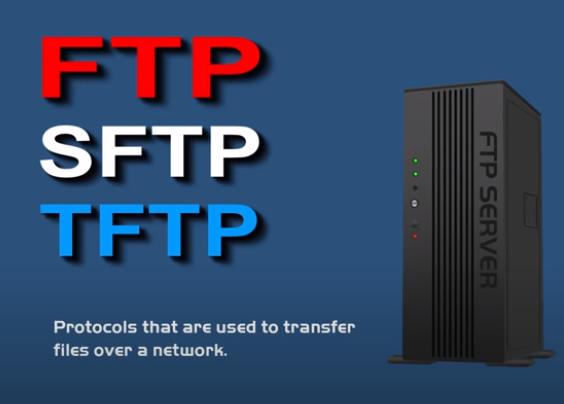 FTP
SFTP
TFTP
Protocols that are used to transfer
files over a network.
FTP SERVER